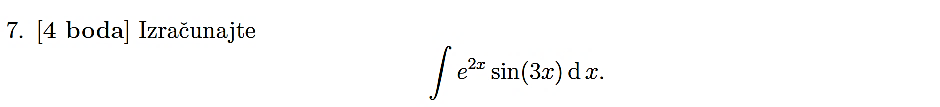 7. [4 boda] Izračunajte
∫ e^{2x} sin(3x) d x.